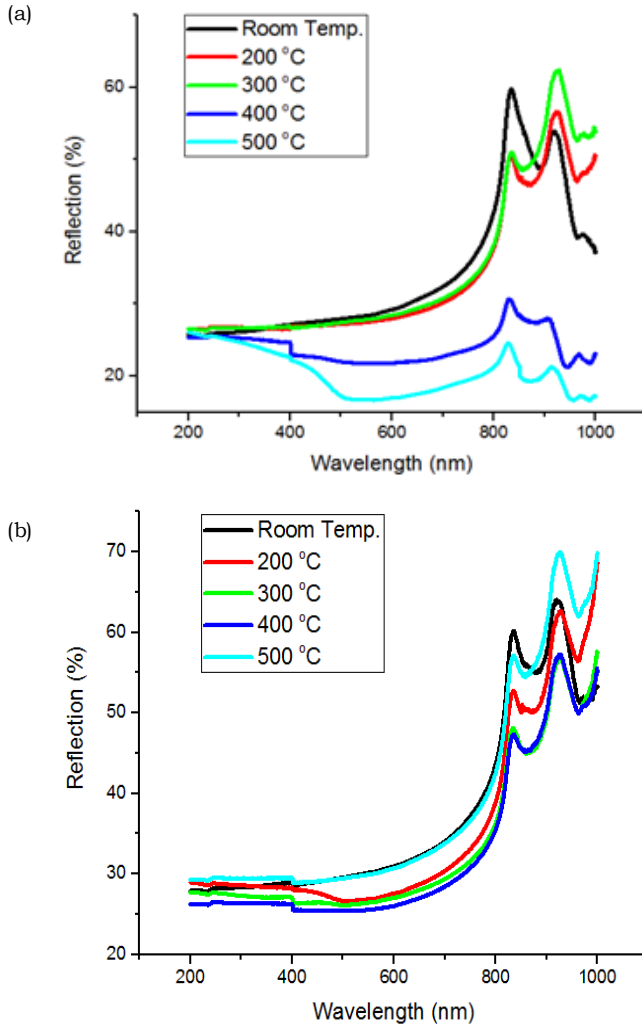 (a)
Room Temp.
200 °C
300 °C
400 °C
500 °C
60
40
20
Reflection (%)
200 400 600 800 1000
Wavelength (nm)
(b)
Room Temp.
200 °C
300 °C
400 °C
500 °C
70
60
50
40
30
20
Reflection (%)
200 400 600 800 1000
Wavelength (nm)